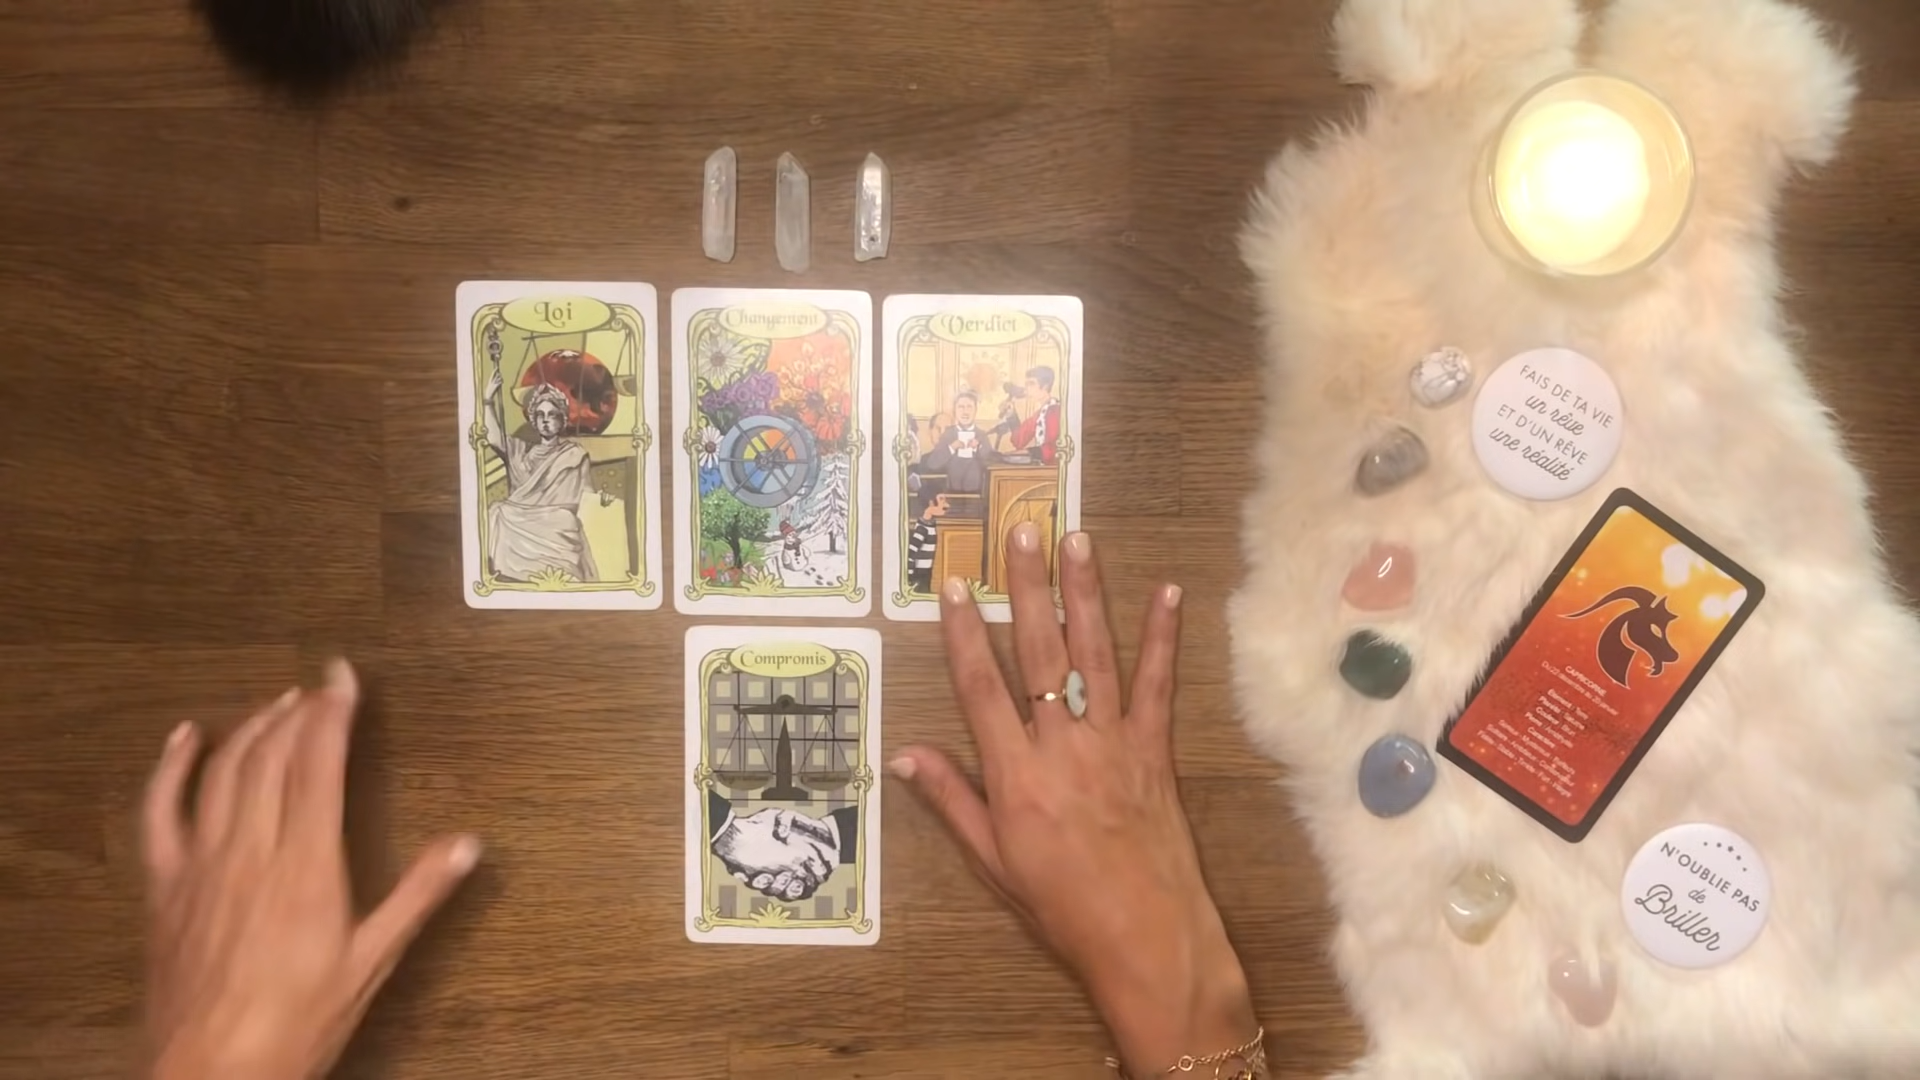 Loi
Changement
Verdict
Compromis
FAIS DE TA VIE
un rêve
ET D'UN RÊVE
une réalité
CAPRICORNE
N'OUBLIE PAS
de
Briller